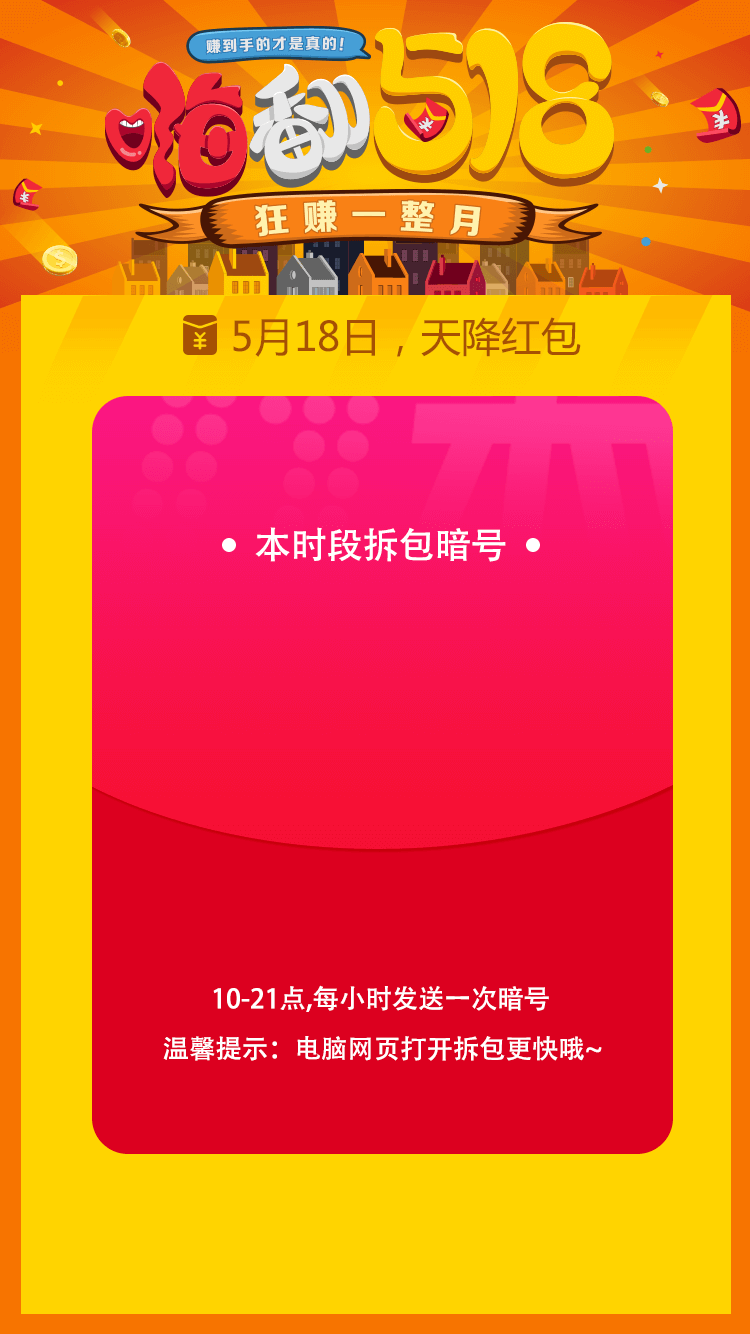 赚到手的才是真的!
嗨翻518
狂赚一整月
5月18日，天降红包
• 本时段拆包暗号 •
10-21点,每小时发送一次暗号
温馨提示：电脑网页打开拆包更快哦~